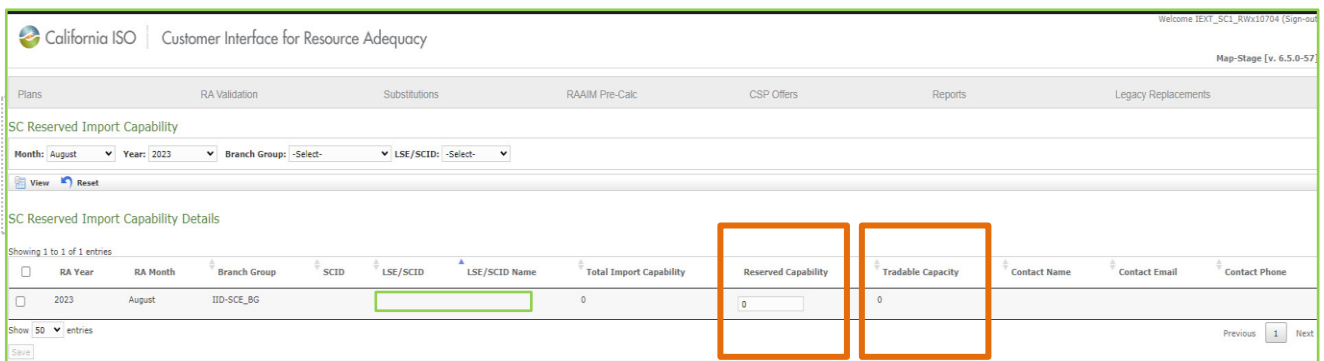 Welcome IEXT_SC1_RWx10704 (Sign-out
California ISO Customer Interface for Resource Adequacy
Map-Stage [v. 6.5.0-57]
Plans RA Validation Substitutions RAAIM Pre-Calc CSP Offers Reports Legacy Replacements
SC Reserved Import Capability
Month: August Year: 2023 Branch Group: -Select- LSE/SCID: -Select-
View Reset
SC Reserved Import Capability Details
Showing 1 to 1 of 1 entries
RA Year RA Month Branch Group SCID LSE/SCID LSE/SCID Name Total Import Capability Reserved Capability Tradable Capacity Contact Name Contact Email Contact Phone
2023 August IID-SCE_BG 0 0 0
Show 50 entries Previous 1 Next
Save